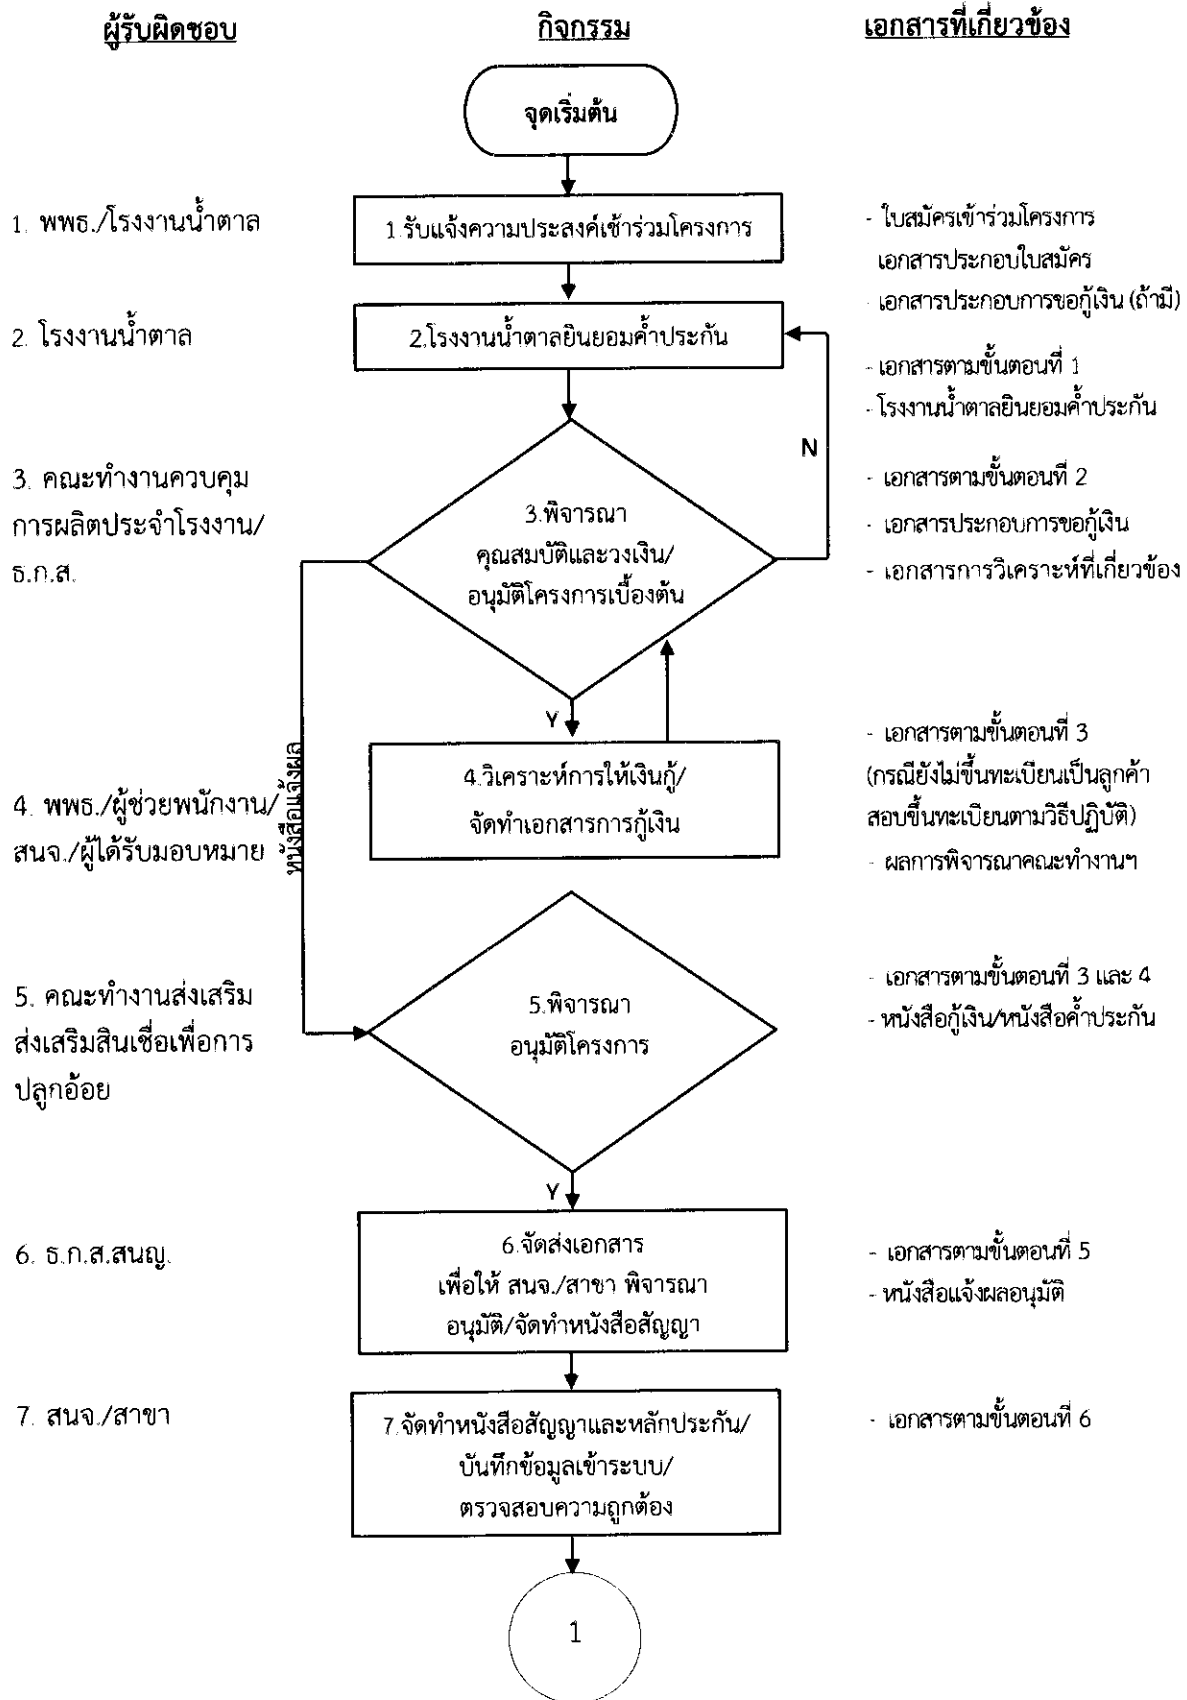 ผู้รับผิดชอบ
กิจกรรม
เอกสารที่เกี่ยวข้อง
จุดเริ่มต้น
1. พพธ./โรงงานน้ำตาล
1.รับแจ้งความประสงค์เข้าร่วมโครงการ
- ใบสมัครเข้าร่วมโครงการ
เอกสารประกอบใบสมัคร
- เอกสารประกอบการขอกู้เงิน (ถ้ามี)
2. โรงงานน้ำตาล
2.โรงงานน้ำตาลยินยอมค้ำประกัน
- เอกสารตามขั้นตอนที่ 1
- โรงงานน้ำตาลยินยอมค้ำประกัน
N
3. คณะทำงานควบคุม
การผลิตประจำโรงงาน/
ธ.ก.ส.
3.พิจารณา
คุณสมบัติและวงเงิน/
อนุมัติโครงการเบื้องต้น
- เอกสารตามขั้นตอนที่ 2
- เอกสารประกอบการขอกู้เงิน
- เอกสารการวิเคราะห์ที่เกี่ยวข้อง
Y
หนังสือแจ้งผล
4. พพธ./ผู้ช่วยพนักงาน/
สนจ./ผู้ได้รับมอบหมาย
4.วิเคราะห์การให้เงินกู้/
จัดทำเอกสารการกู้เงิน
- เอกสารตามขั้นตอนที่ 3
(กรณียังไม่ขึ้นทะเบียนเป็นลูกค้า
สอบขึ้นทะเบียนตามวิธีปฏิบัติ)
- ผลการพิจารณาคณะทำงานฯ
5. คณะทำงานส่งเสริม
ส่งเสริมสินเชื่อเพื่อการ
ปลูกอ้อย
5.พิจารณา
อนุมัติโครงการ
- เอกสารตามขั้นตอนที่ 3 และ 4
- หนังสือกู้เงิน/หนังสือค้ำประกัน
Y
6. ธ.ก.ส.สนญ.
6.จัดส่งเอกสาร
เพื่อให้ สนจ./สาขา พิจารณา
อนุมัติ/จัดทำหนังสือสัญญา
- เอกสารตามขั้นตอนที่ 5
- หนังสือแจ้งผลอนุมัติ
7. สนจ./สาขา
7.จัดทำหนังสือสัญญาและหลักประกัน/
บันทึกข้อมูลเข้าระบบ/
ตรวจสอบความถูกต้อง
- เอกสารตามขั้นตอนที่ 6
1